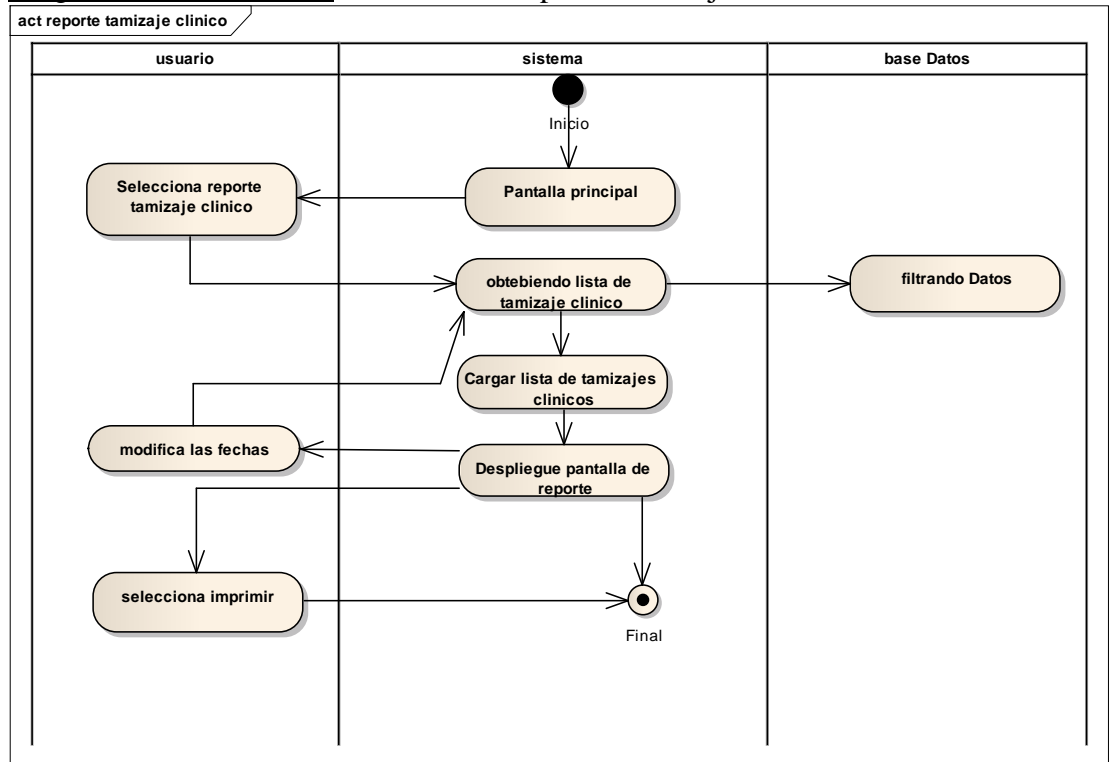 act reporte tamizaje clinico
usuario
sistema
base Datos
Inicio
Selecciona reporte
tamizaje clinico
Pantalla principal
obtebiendo lista de
tamizaje clinico
filtrando Datos
Cargar lista de tamizajes
clinicos
modifica las fechas
Despliegue pantalla de
reporte
selecciona imprimir
Final